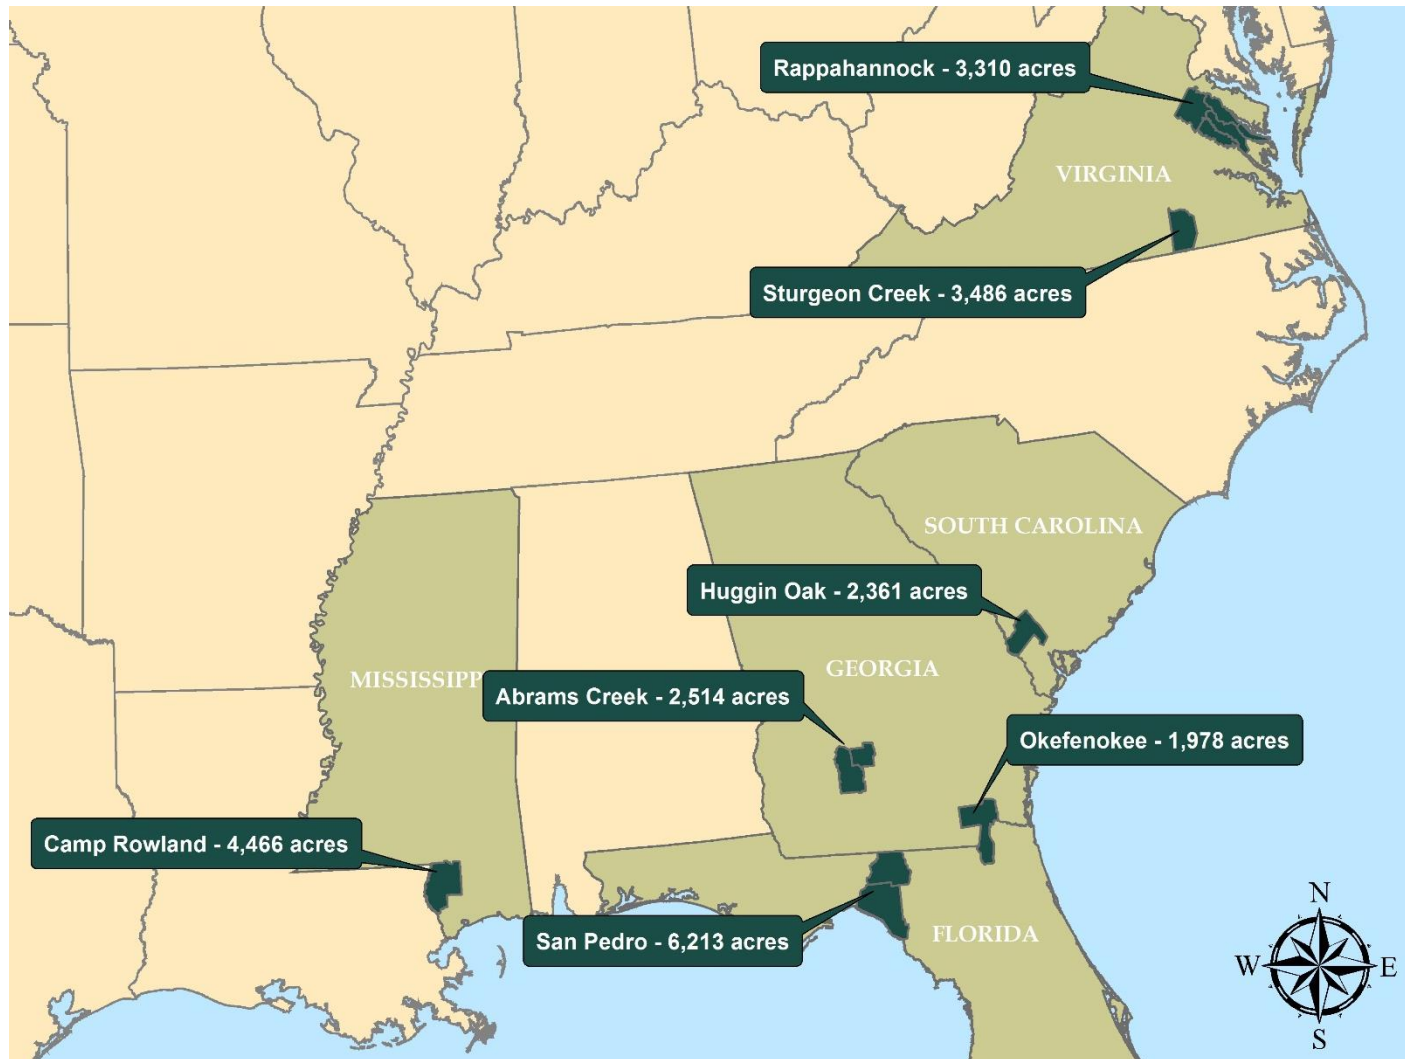 Rappahannock - 3,310 acres
VIRGINIA
Sturgeon Creek - 3,486 acres
SOUTH CAROLINA
Huggin Oak - 2,361 acres
GEORGIA
MISSISSIPP
Abrams Creek - 2,514 acres
Okefenokee - 1,978 acres
Camp Rowland - 4,466 acres
San Pedro - 6,213 acres
FLORIDA
N
W E
S